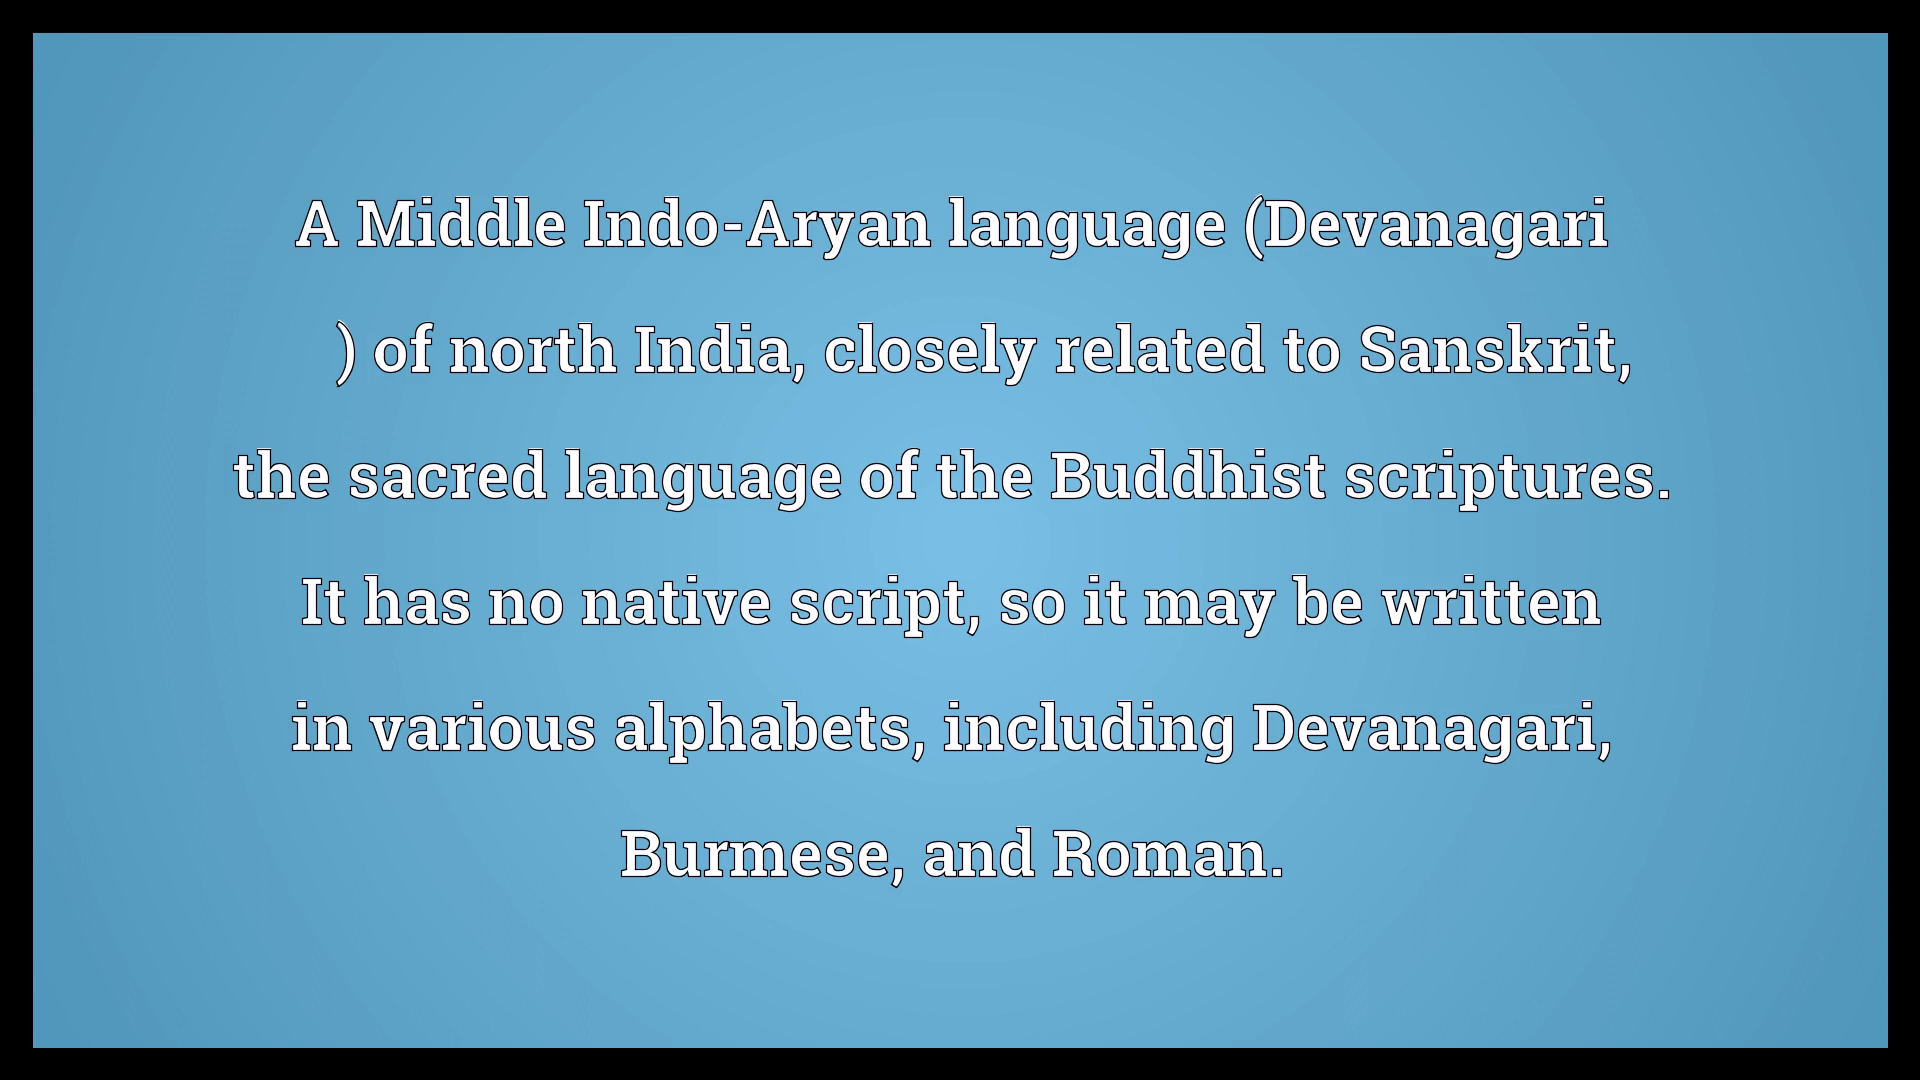 A Middle Indo-Aryan language (Devanagari
) of north India, closely related to Sanskrit,
the sacred language of the Buddhist scriptures.
It has no native script, so it may be written
in various alphabets, including Devanagari,
Burmese, and Roman.